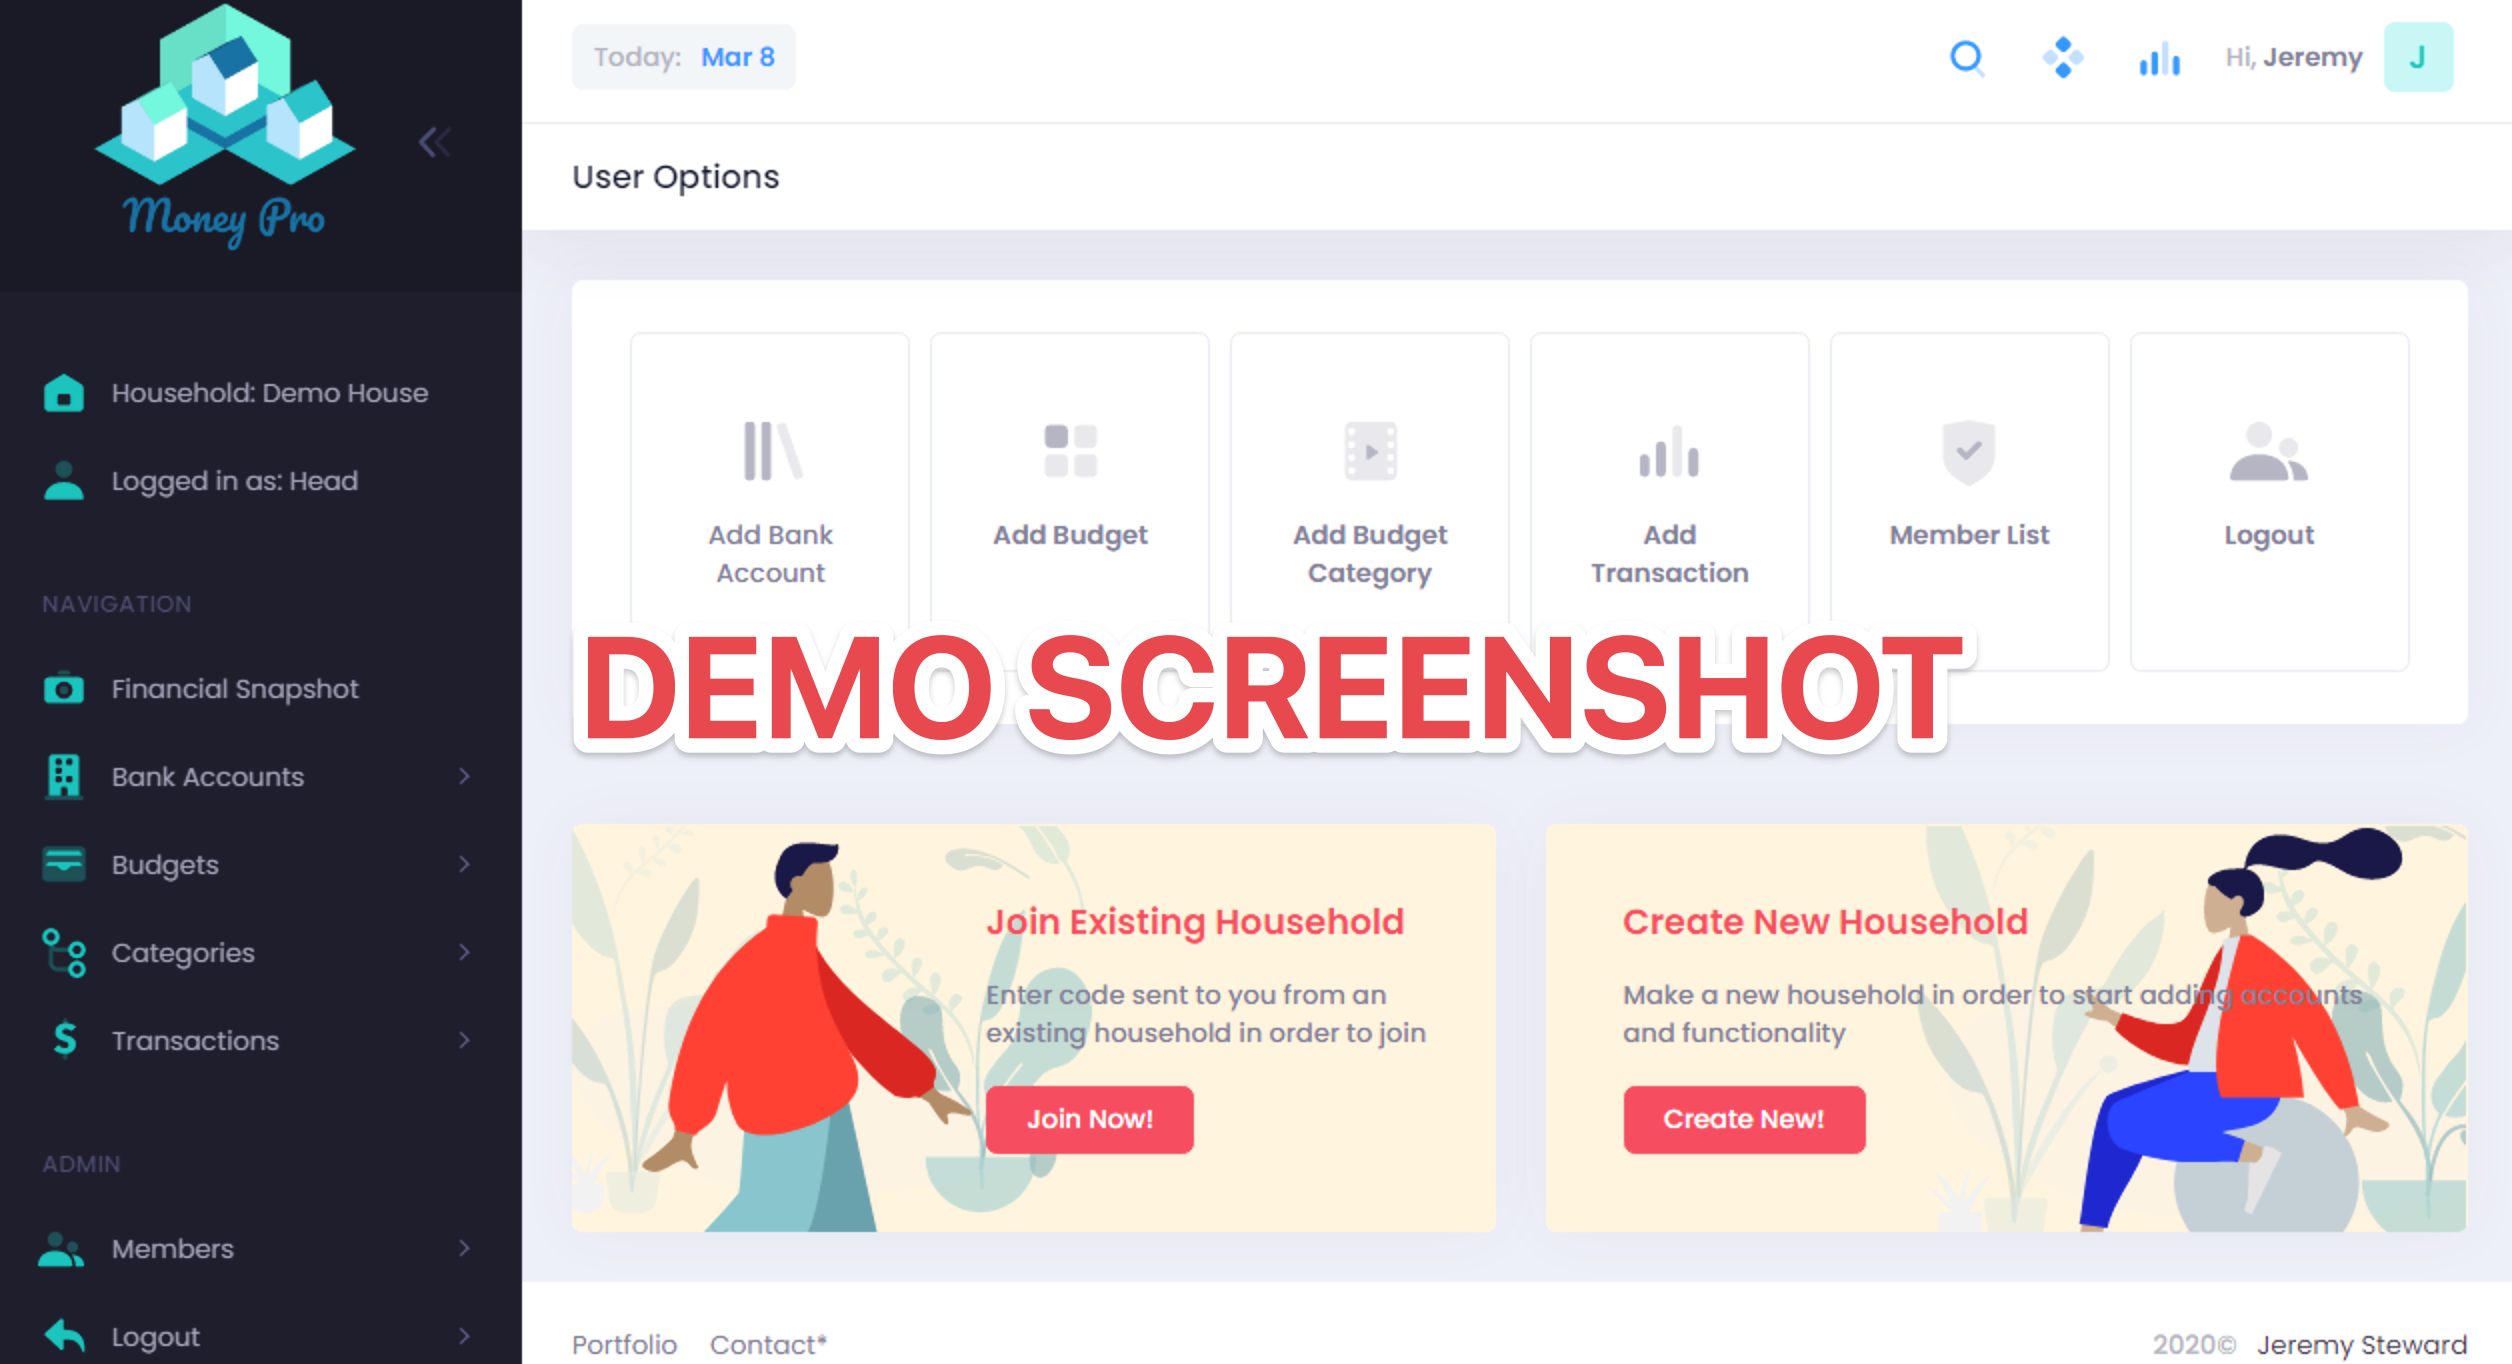 Money Pro
Household: Demo House
Logged in as: Head
NAVIGATION
Financial Snapshot
Bank Accounts
Budgets
Categories
Transactions
ADMIN
Members
Logout
Today: Mar 8
Hi, Jeremy
J
User Options
Add Bank
Account
Add Budget
Add Budget
Category
Add
Transaction
Member List
Logout
DEMO SCREENSHOT
Join Existing Household
Enter code sent to you from an
existing household in order to join
Join Now!
Create New Household
Make a new household in order to start adding accounts
and functionality
Create New!
Portfolio Contact*
2020© Jeremy Steward